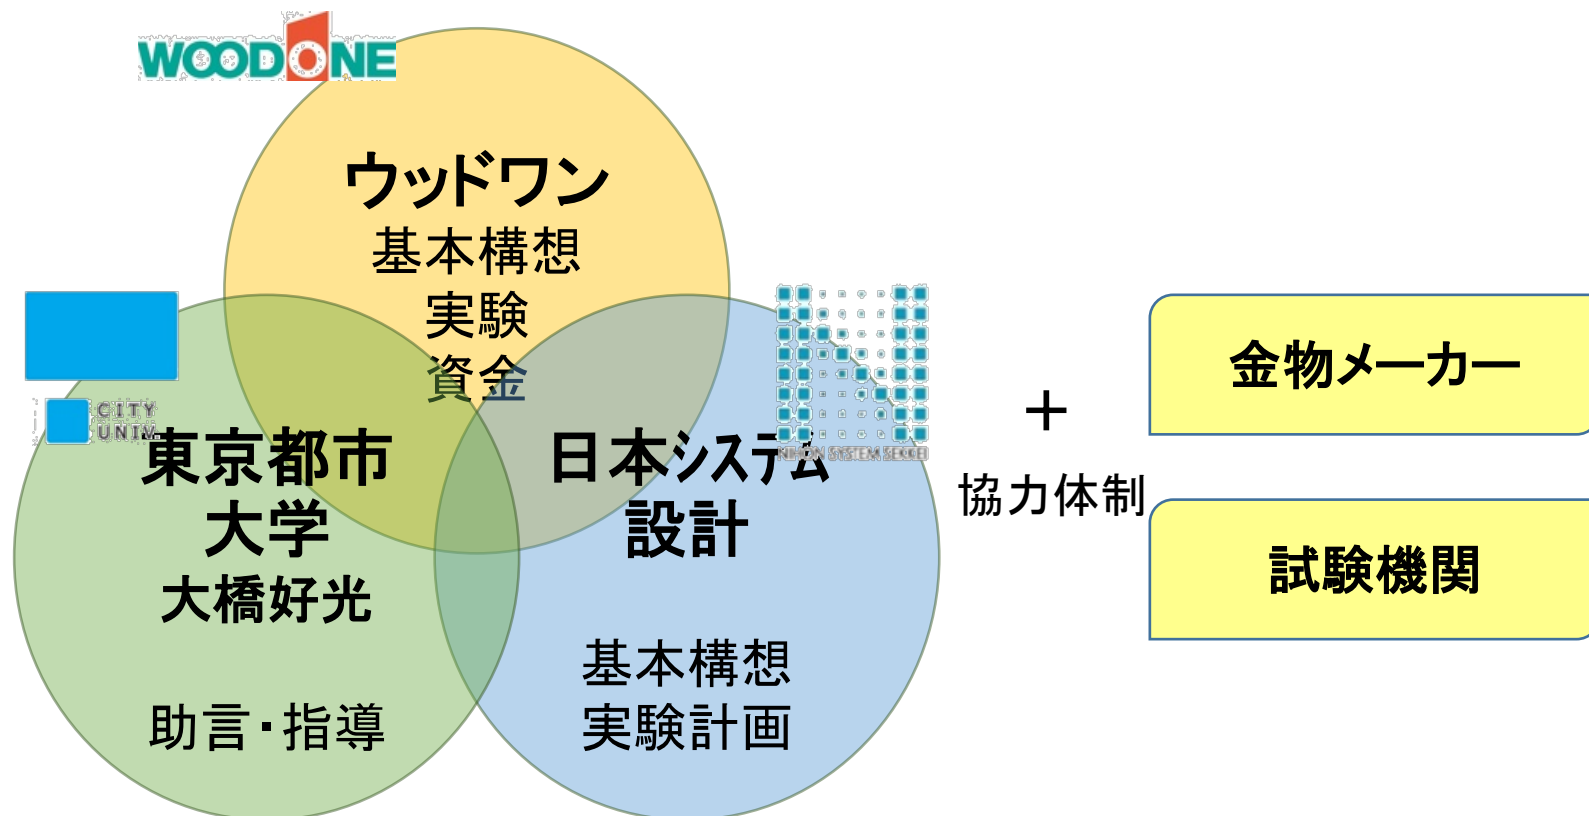 WOODONE
ウッドワン
基本構想
実験
資金
CITY
UNIV.
東京都市
大学
大橋好光
助言・指導
NIHON SYSTEM SEKKEI
日本システム
設計
基本構想
実験計画
＋
協力体制
金物メーカー
試験機関